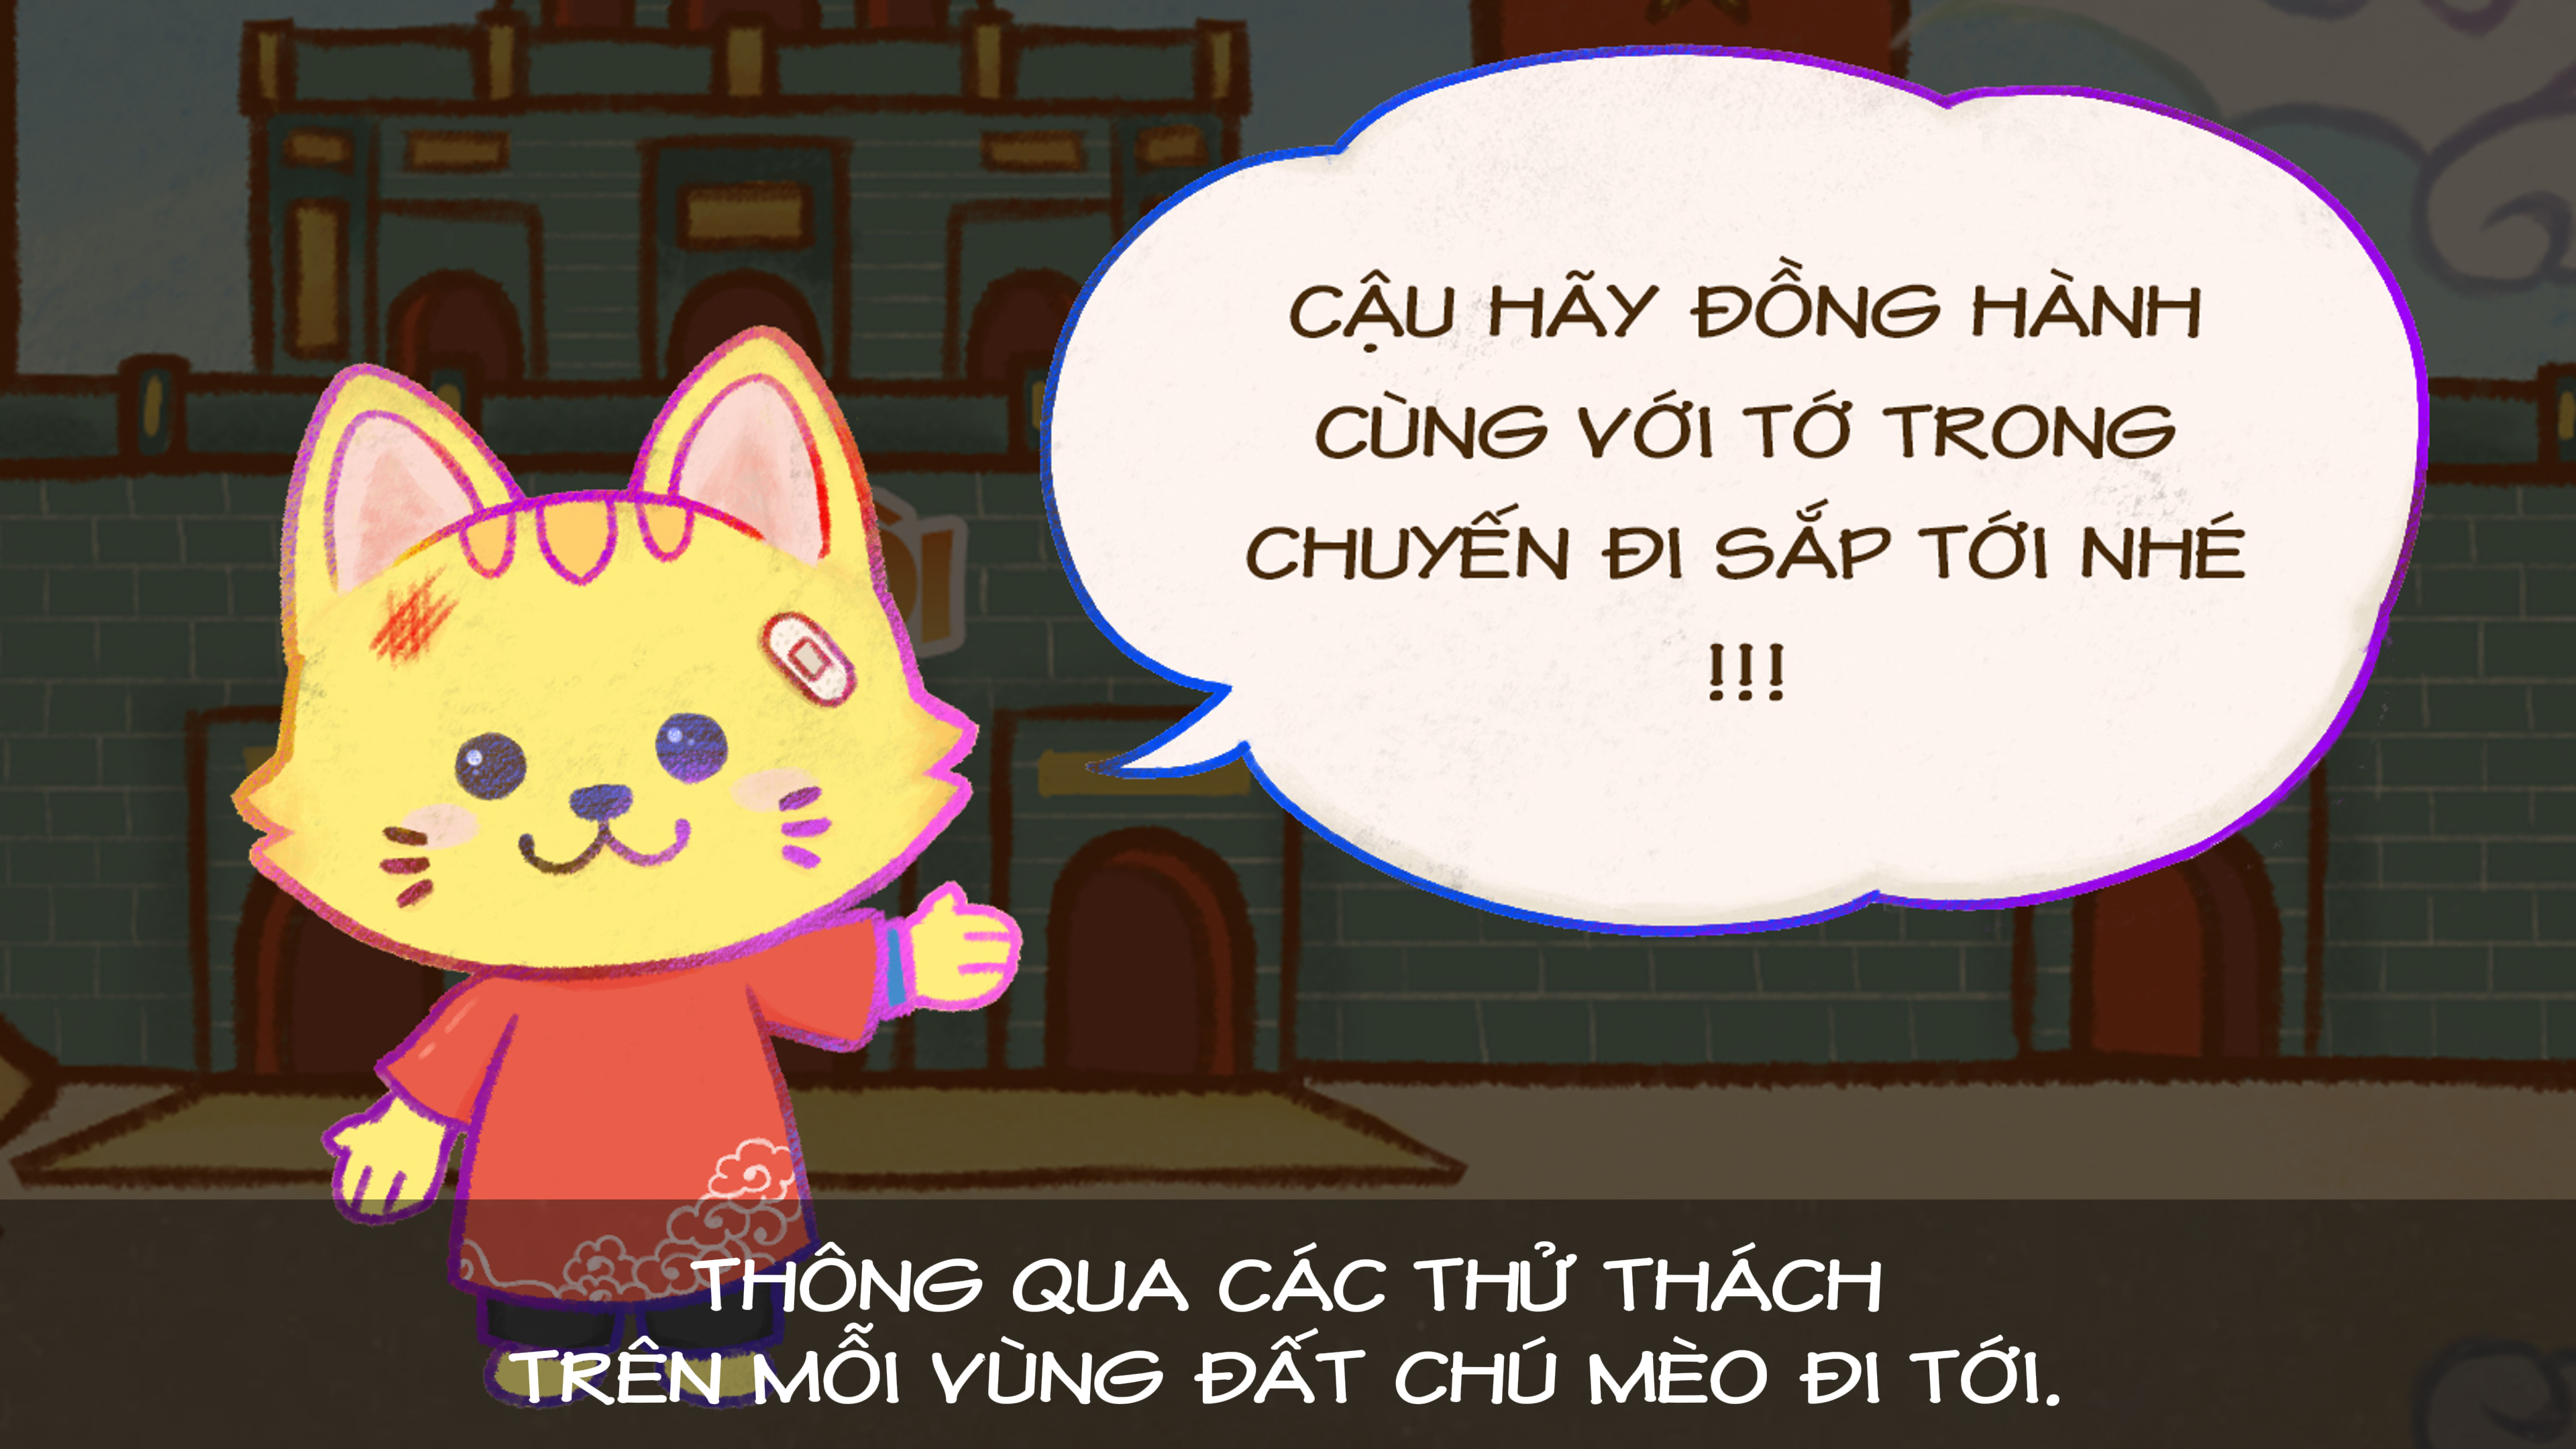 CẬU HÃY ĐỒNG HÀNH
CÙNG VỚI TỚ TRONG
CHUYẾN ĐI SẮP TỚI NHÉ
!!!
THÔNG QUA CÁC THỬ THÁCH
TRÊN MỖI VÙNG ĐẤT CHÚ MÈO ĐI TỚI.